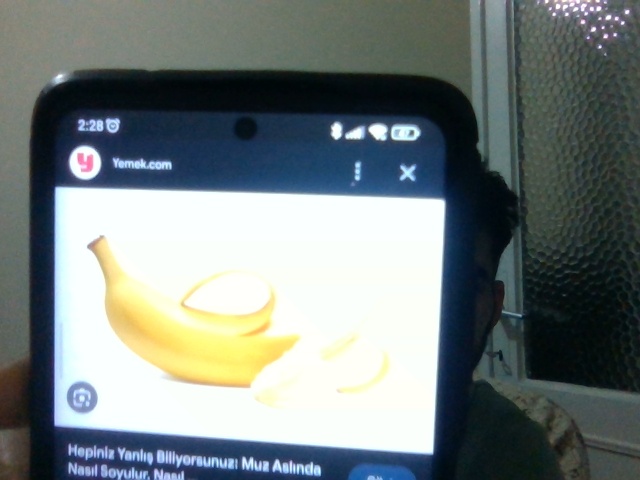 2:28
Yemek.com
Hepiniz Yanlış Biliyorsunuz: Muz Aslında
Nasıl Soyulur, Nasıl ...